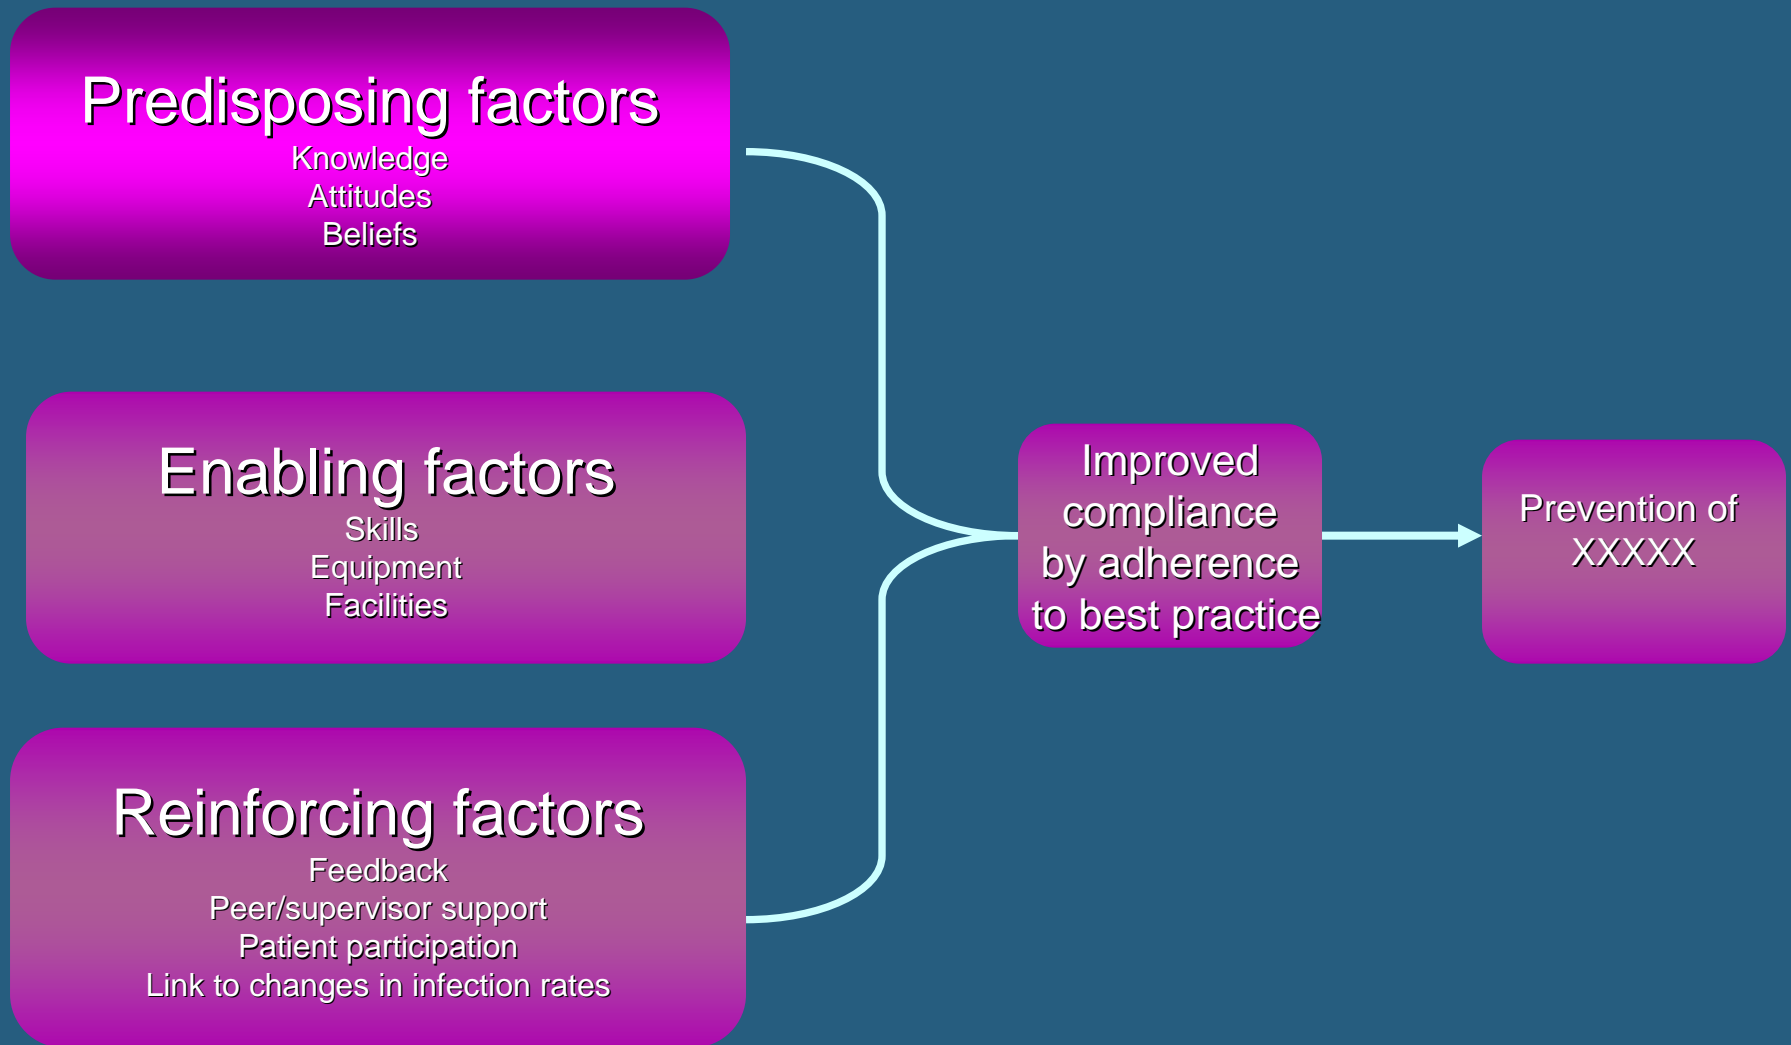 Predisposing factors
Knowledge
Attitudes
Beliefs
Enabling factors
Skills
Equipment
Facilities
Reinforcing factors
Feedback
Peer/supervisor support
Patient participation
Link to changes in infection rates
Improved
compliance
by adherence
to best practice
Prevention of
XXXXX